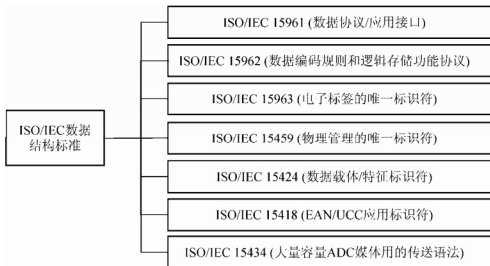 ISO/IEC 15961 (数据协议/应用接口)
ISO/IEC 15962 (数据编码规则和逻辑存储功能协议)
ISO/IEC 15963 (电子标签的唯一标识符)
ISO/IEC数据
结构标准
ISO/IEC 15459 (物理管理的唯一标识符)
ISO/IEC 15424 (数据载体/特征标识符)
ISO/IEC 15418 (EAN/UCC应用标识符)
ISO/IEC 15434 (大量容量ADC媒体用的传送语法)